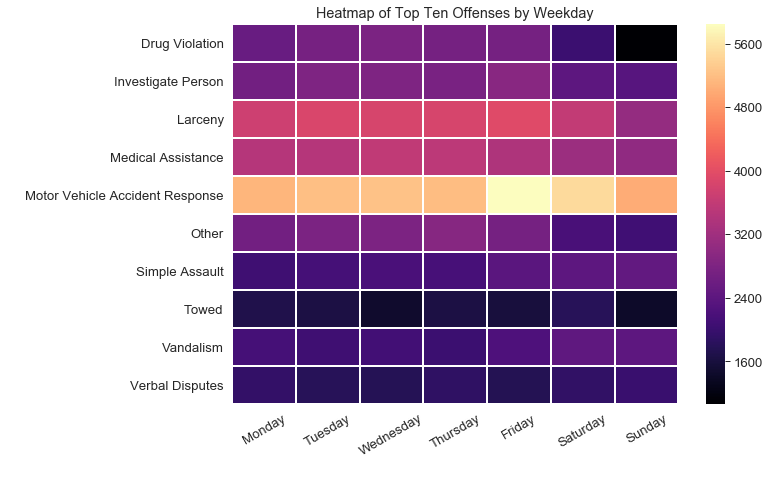 Heatmap of Top Ten Offenses by Weekday
Drug Violation
Investigate Person
Larceny
Medical Assistance
Motor Vehicle Accident Response
Other
Simple Assault
Towed
Vandalism
Verbal Disputes
Monday
Tuesday
Wednesday
Thursday
Friday
Saturday
Sunday
5600
4800
4000
3200
2400
1600